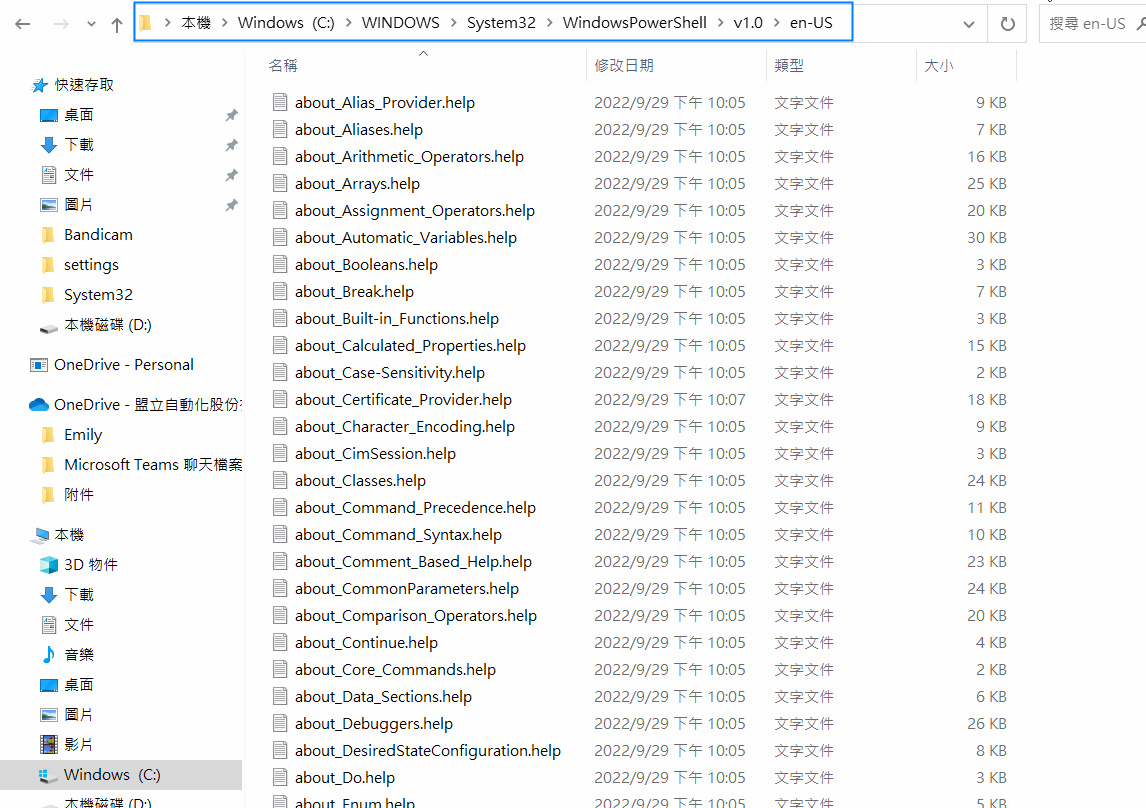 本機 > Windows (C:) > WINDOWS > System32 > WindowsPowerShell > v1.0 > en-US
搜尋 en-US
快速存取
桌面
下載
文件
圖片
Bandicam
settings
System32
本機磁碟 (D:)
OneDrive - Personal
OneDrive - 盟立自動化股份
Emily
Microsoft Teams 聊天檔案
附件
本機
3D 物件
下載
文件
音樂
桌面
圖片
影片
Windows (C:)
本機磁碟 (D:)
名稱 修改日期 類型 大小
about_Alias_Provider.help 2022/9/29 下午 10:05 文字文件 9 KB
about_Aliases.help 2022/9/29 下午 10:05 文字文件 7 KB
about_Arithmetic_Operators.help 2022/9/29 下午 10:05 文字文件 16 KB
about_Arrays.help 2022/9/29 下午 10:05 文字文件 25 KB
about_Assignment_Operators.help 2022/9/29 下午 10:05 文字文件 20 KB
about_Automatic_Variables.help 2022/9/29 下午 10:05 文字文件 30 KB
about_Booleans.help 2022/9/29 下午 10:05 文字文件 3 KB
about_Break.help 2022/9/29 下午 10:05 文字文件 7 KB
about_Built-in_Functions.help 2022/9/29 下午 10:05 文字文件 3 KB
about_Calculated_Properties.help 2022/9/29 下午 10:05 文字文件 15 KB
about_Case-Sensitivity.help 2022/9/29 下午 10:05 文字文件 2 KB
about_Certificate_Provider.help 2022/9/29 下午 10:07 文字文件 18 KB
about_Character_Encoding.help 2022/9/29 下午 10:05 文字文件 9 KB
about_CimSession.help 2022/9/29 下午 10:05 文字文件 3 KB
about_Classes.help 2022/9/29 下午 10:05 文字文件 24 KB
about_Command_Precedence.help 2022/9/29 下午 10:05 文字文件 11 KB
about_Command_Syntax.help 2022/9/29 下午 10:05 文字文件 10 KB
about_Comment_Based_Help.help 2022/9/29 下午 10:05 文字文件 23 KB
about_CommonParameters.help 2022/9/29 下午 10:05 文字文件 24 KB
about_Comparison_Operators.help 2022/9/29 下午 10:05 文字文件 20 KB
about_Continue.help 2022/9/29 下午 10:05 文字文件 4 KB
about_Core_Commands.help 2022/9/29 下午 10:05 文字文件 2 KB
about_Data_Sections.help 2022/9/29 下午 10:05 文字文件 6 KB
about_Debuggers.help 2022/9/29 下午 10:05 文字文件 26 KB
about_DesiredStateConfiguration.help 2022/9/29 下午 10:05 文字文件 8 KB
about_Do.help 2022/9/29 下午 10:05 文字文件 3 KB
about_Enum.help 2022/9/29 下午 10:05 文字文件 5 KB